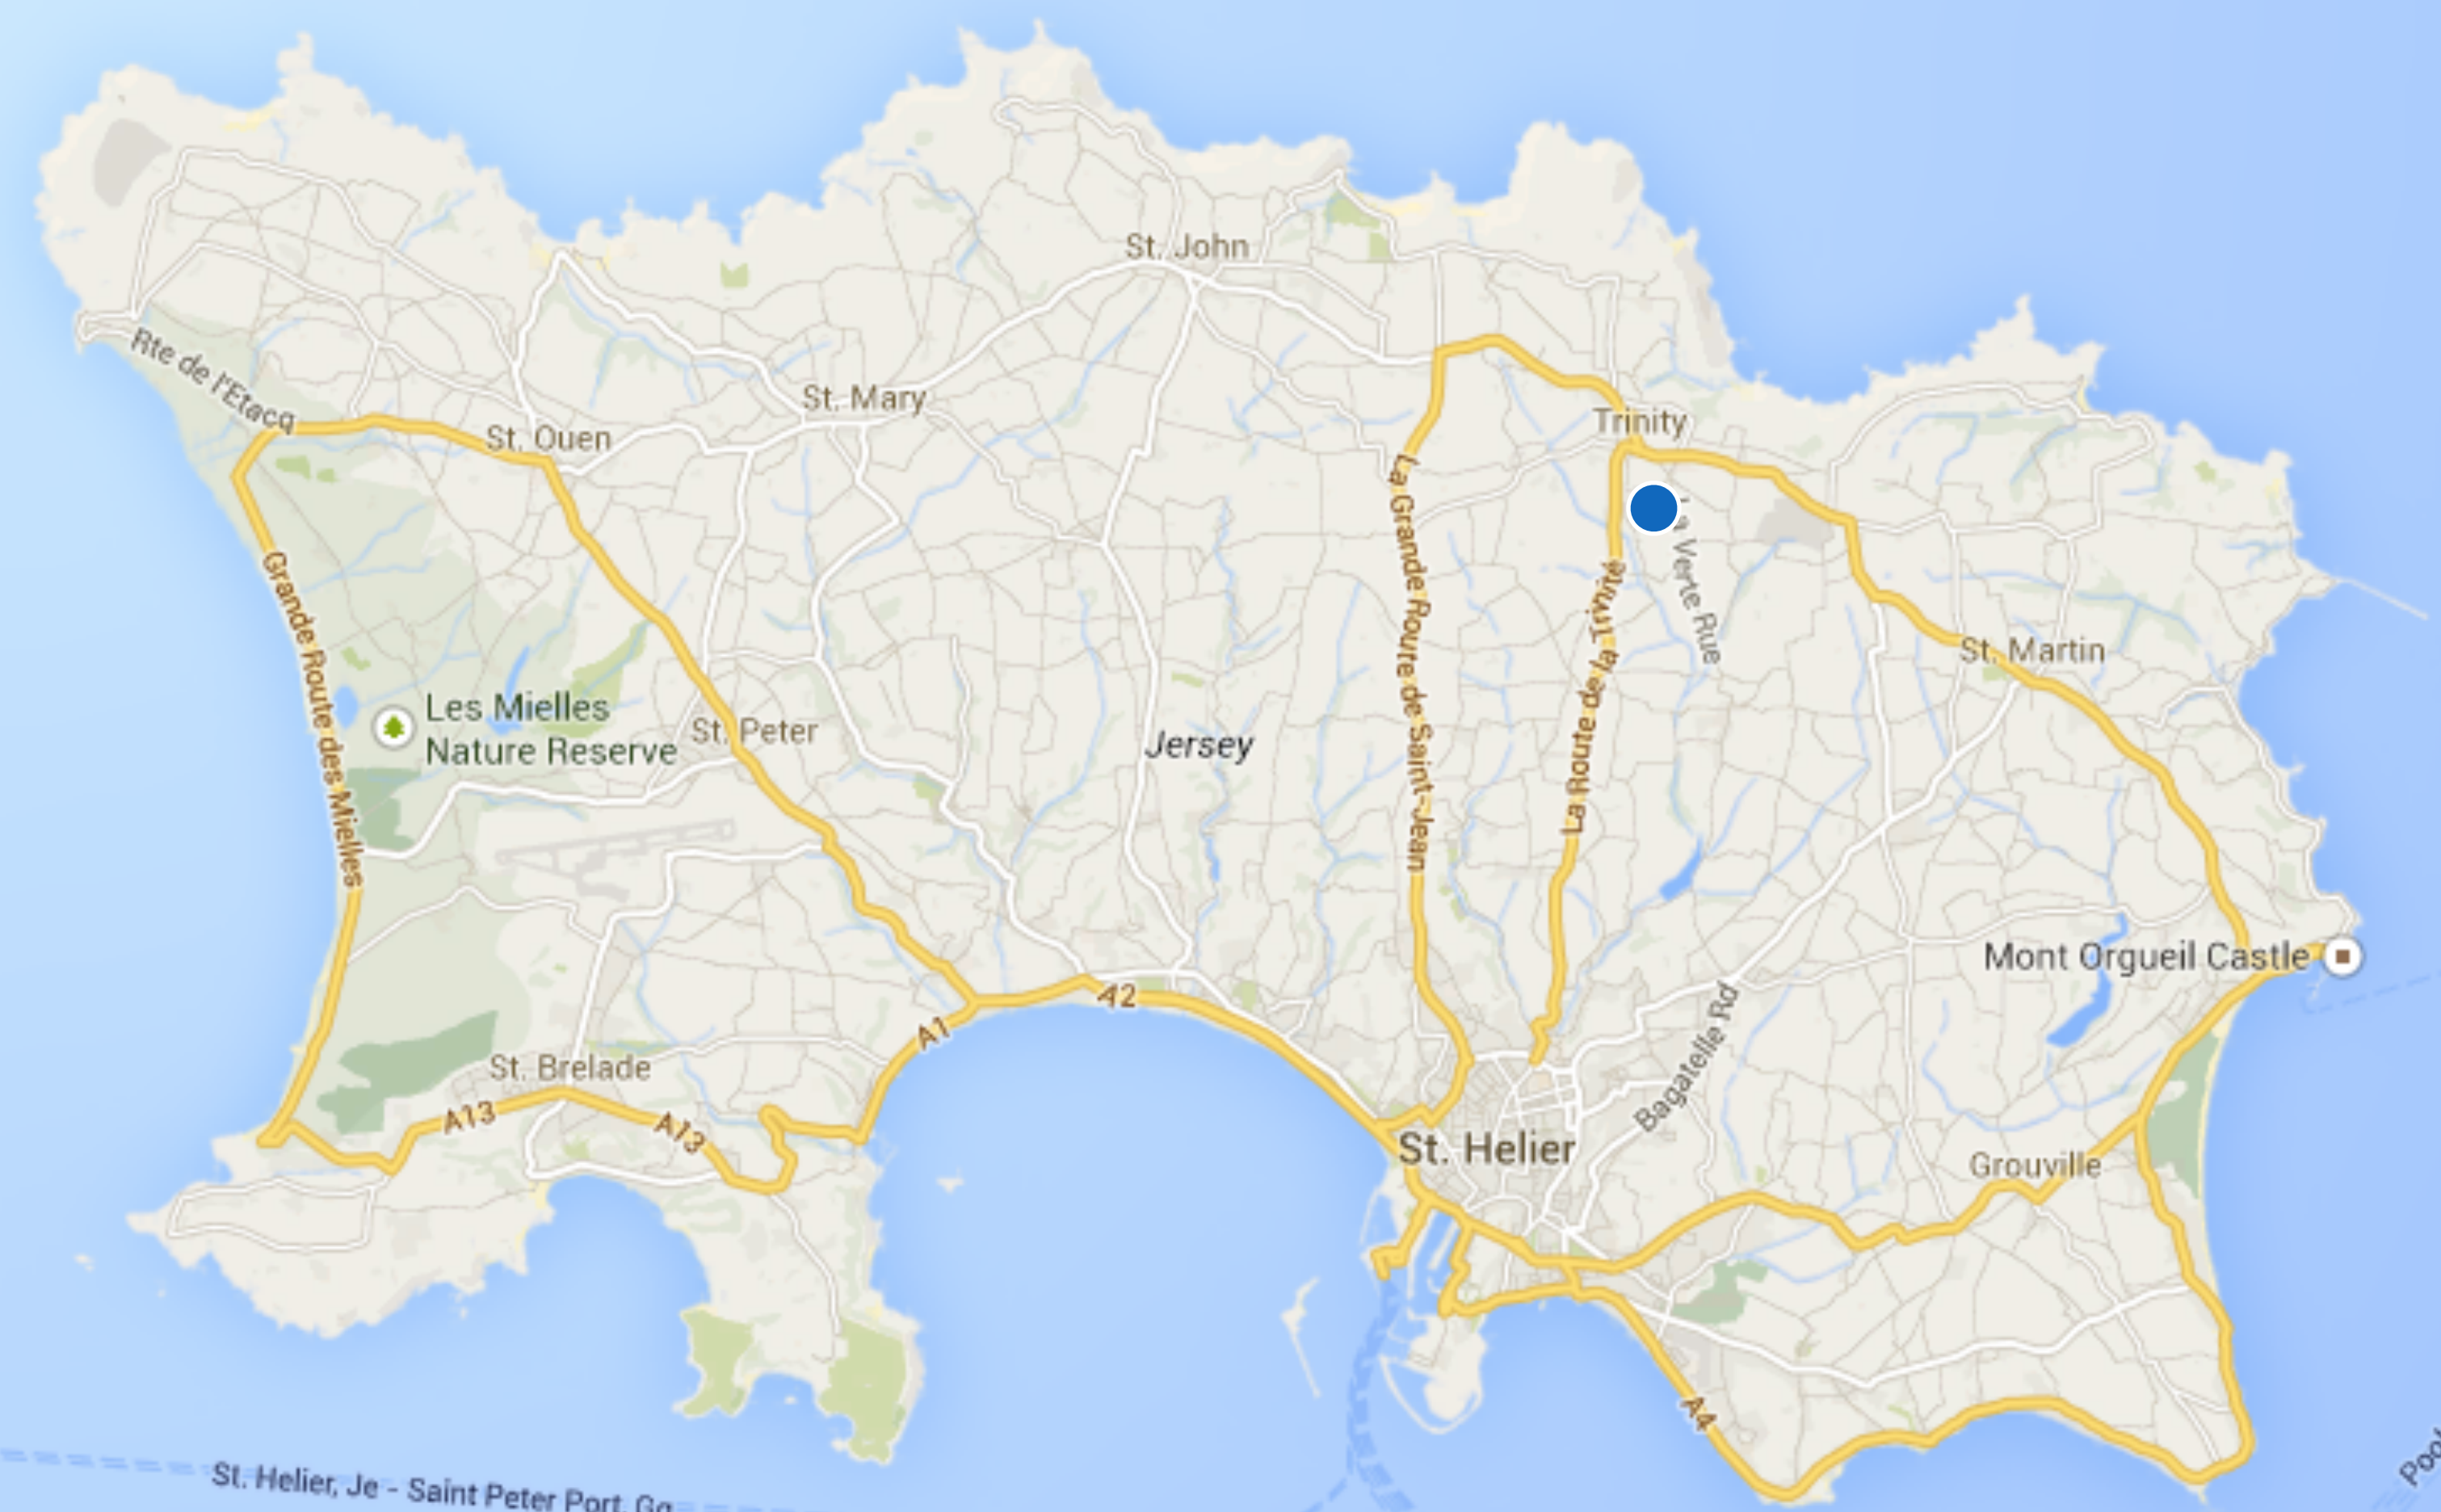 St. John
Rte de l'Etacq
St. Mary
Trinity
St. Ouen
La Grande Route de Saint-Jean
La Route de la Trinité
La Verte Rue
Grande Route des Mielles
St. Martin
Les Mielles
Nature Reserve
St. Peter
Jersey
Mont Orgueil Castle
A2
A1
Bagatelle Rd
St. Brelade
A13
A13
St. Helier
Grouville
A4
St. Helier, Je - Saint Peter Port, Gg